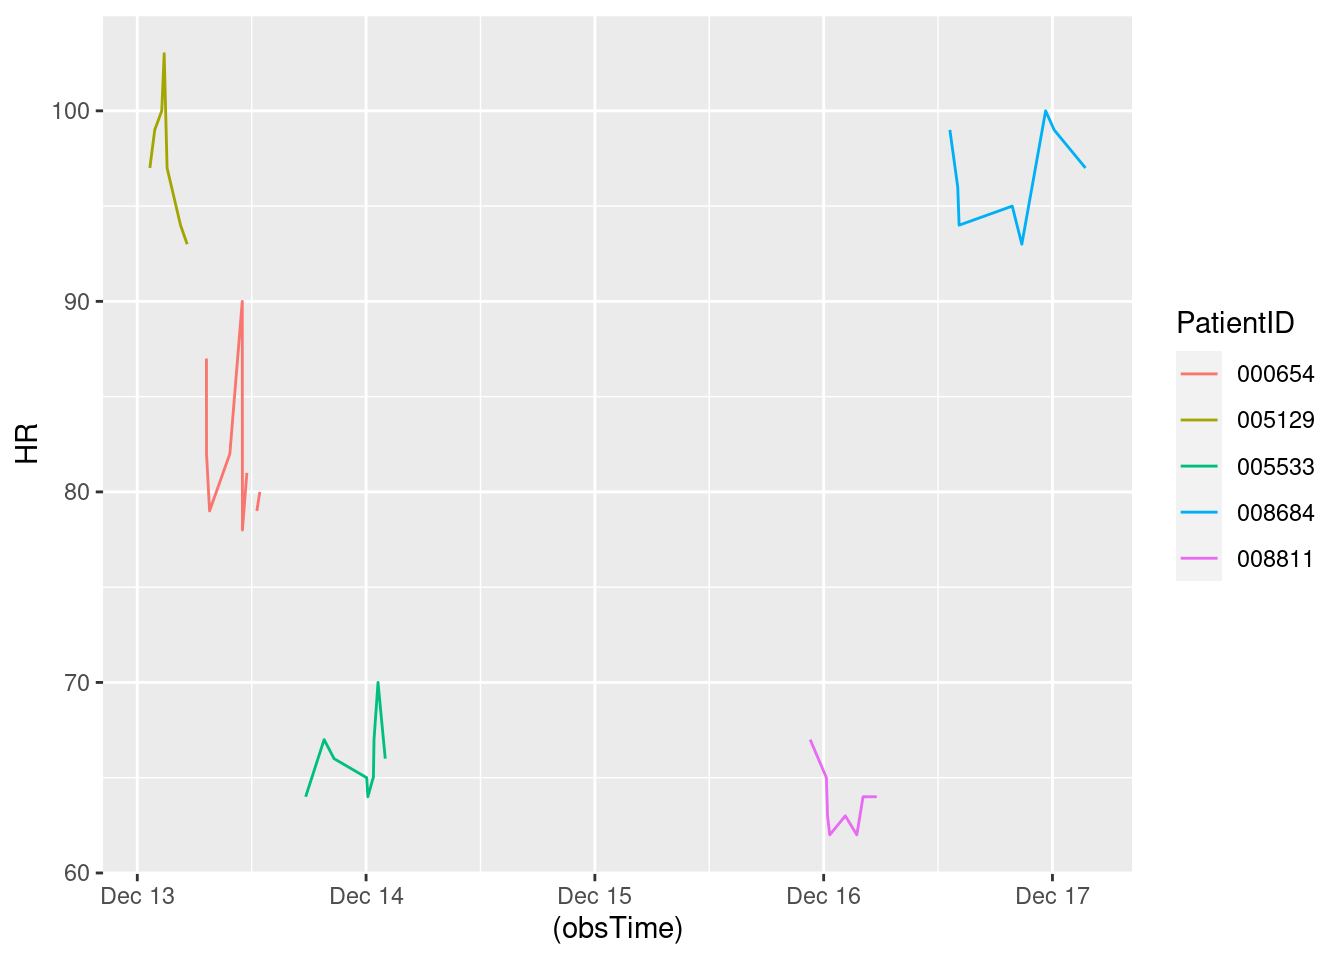 HR
100
90
80
70
60
Dec 13
Dec 14
Dec 15
Dec 16
Dec 17
(obsTime)
PatientID
000654
005129
005533
008684
008811